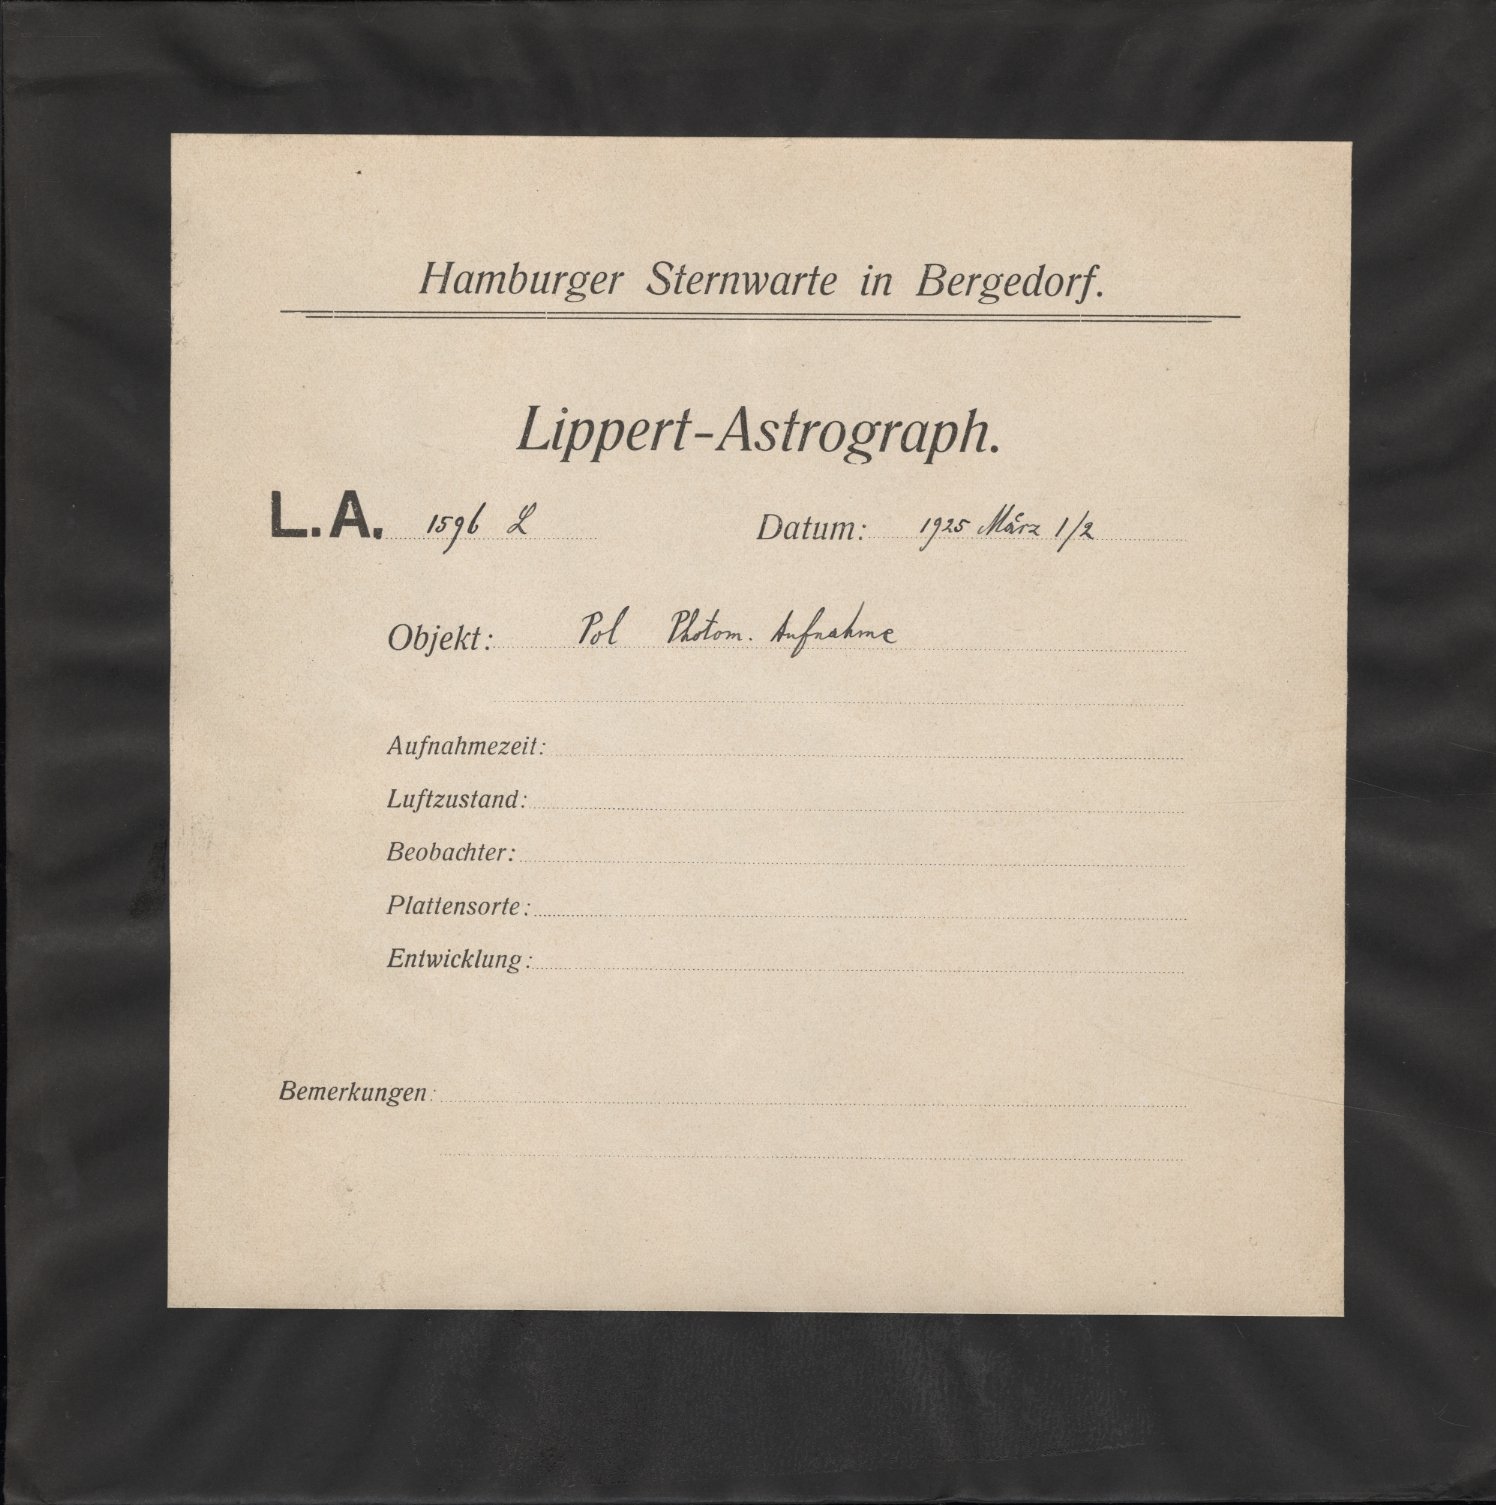 Hamburger Sternwarte in Bergedorf.
Lippert-Astrograph.
L.A. 1596 L Datum: 1925 März 1/2
Objekt: Pol Photom. Aufnahme
Aufnahmezeit:
Luftzustand:
Beobachter:
Plattensorte:
Entwicklung:
Bemerkungen: